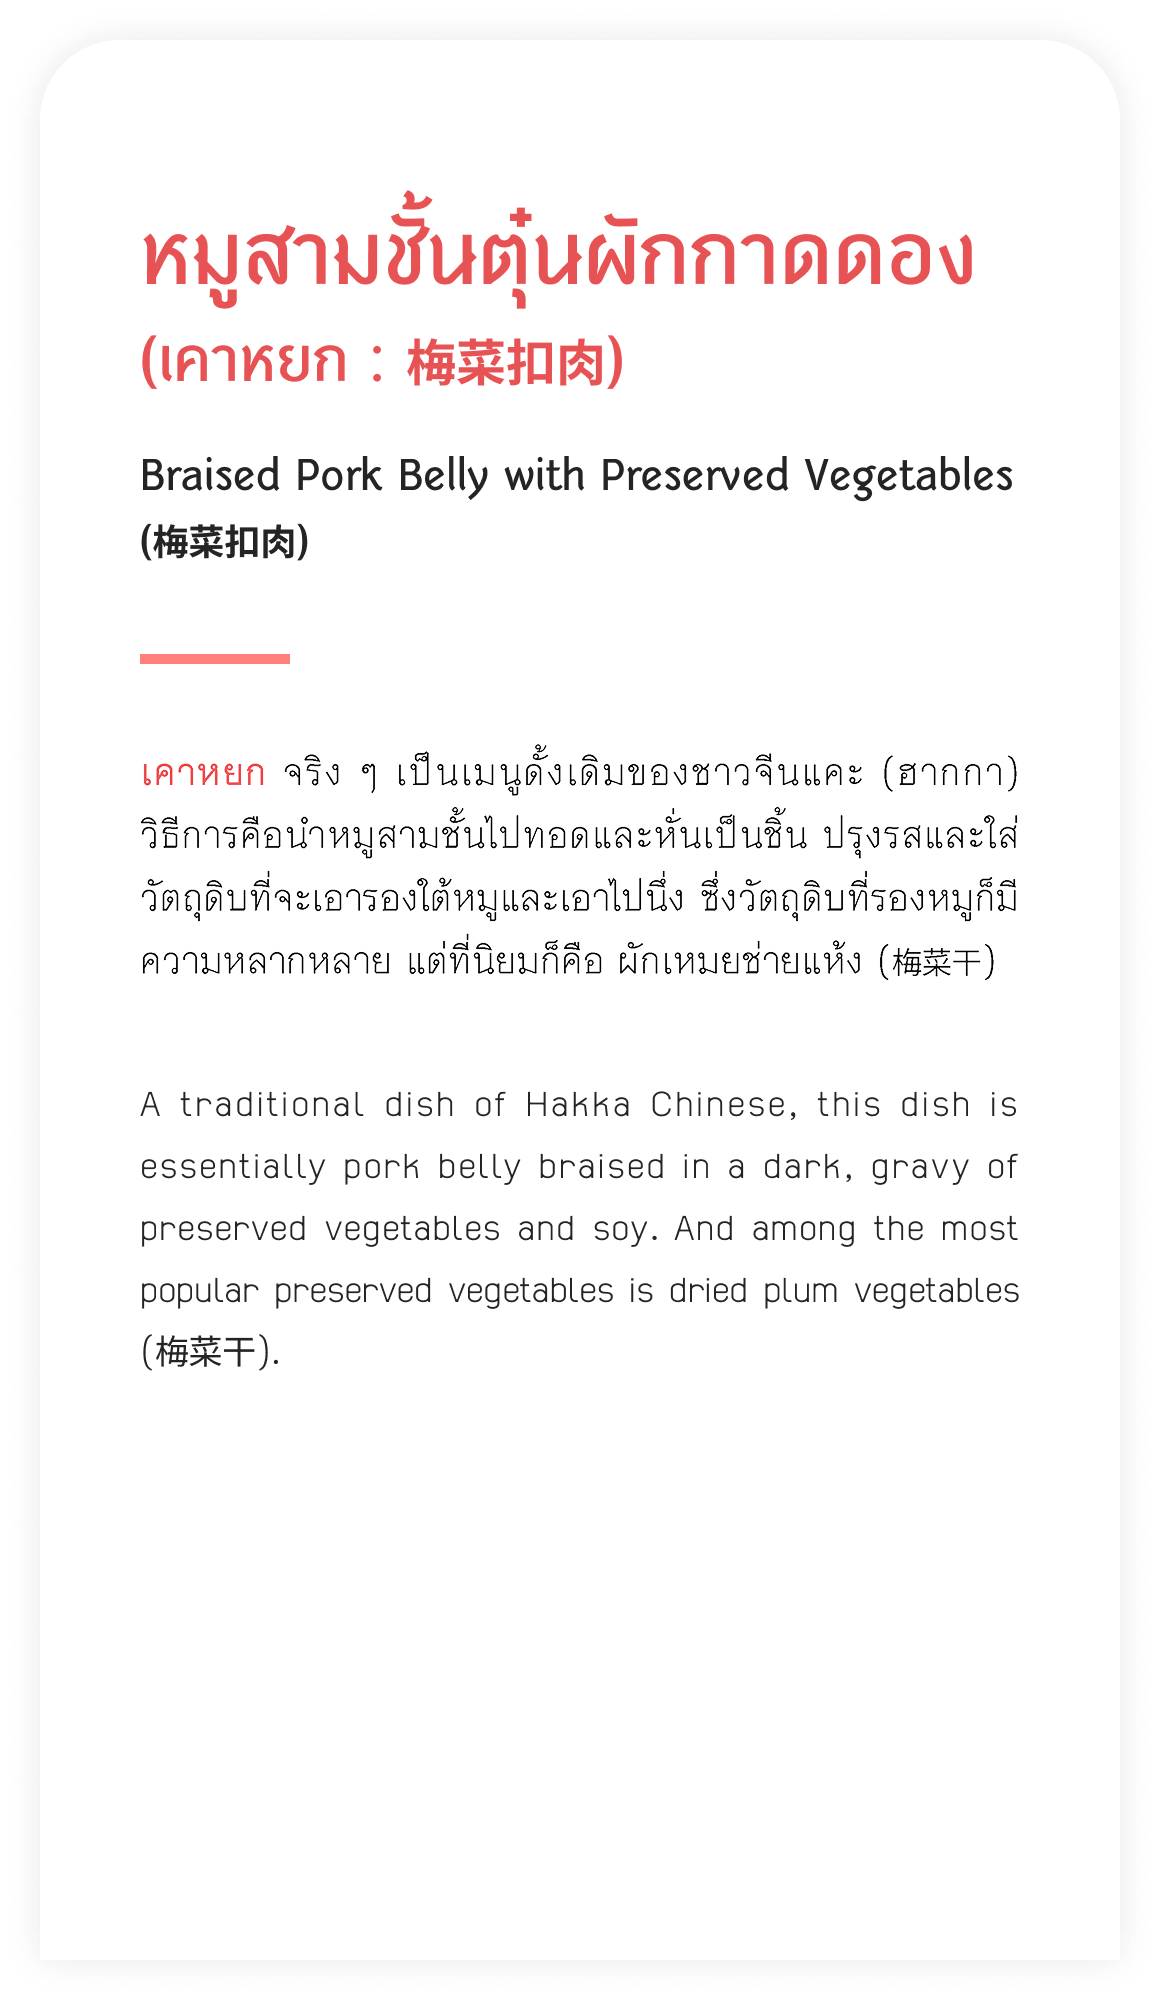 หมูสามชั้นตุ๋นผักกาดดอง
(เคาหยก : 梅菜扣肉)
Braised Pork Belly with Preserved Vegetables
(梅菜扣肉)
เคาหยก จริง ๆ เป็นเมนูดั้งเดิมของชาวจีนแคะ (ฮากกา)
วิธีการคือนำหมูสามชั้นไปทอดและหั่นเป็นชิ้น ปรุงรสและใส่
วัตถุดิบที่จะเอารองใต้หมูและเอาไปนึ่ง ซึ่งวัตถุดิบที่รองหมูก็มี
ความหลากหลาย แต่ที่นิยมก็คือ ผักเหมยช่ายแห้ง (梅菜干)
A traditional dish of Hakka Chinese, this dish is
essentially pork belly braised in a dark, gravy of
preserved vegetables and soy. And among the most
popular preserved vegetables is dried plum vegetables
(梅菜干).